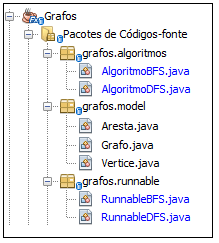 Grafos
Pacotes de Códigos-fonte
grafos.algoritmos
AlgoritmoBFS.java
AlgoritmoDFS.java
grafos.model
Aresta.java
Grafo.java
Vertice.java
grafos.runnable
RunnableBFS.java
RunnableDFS.java